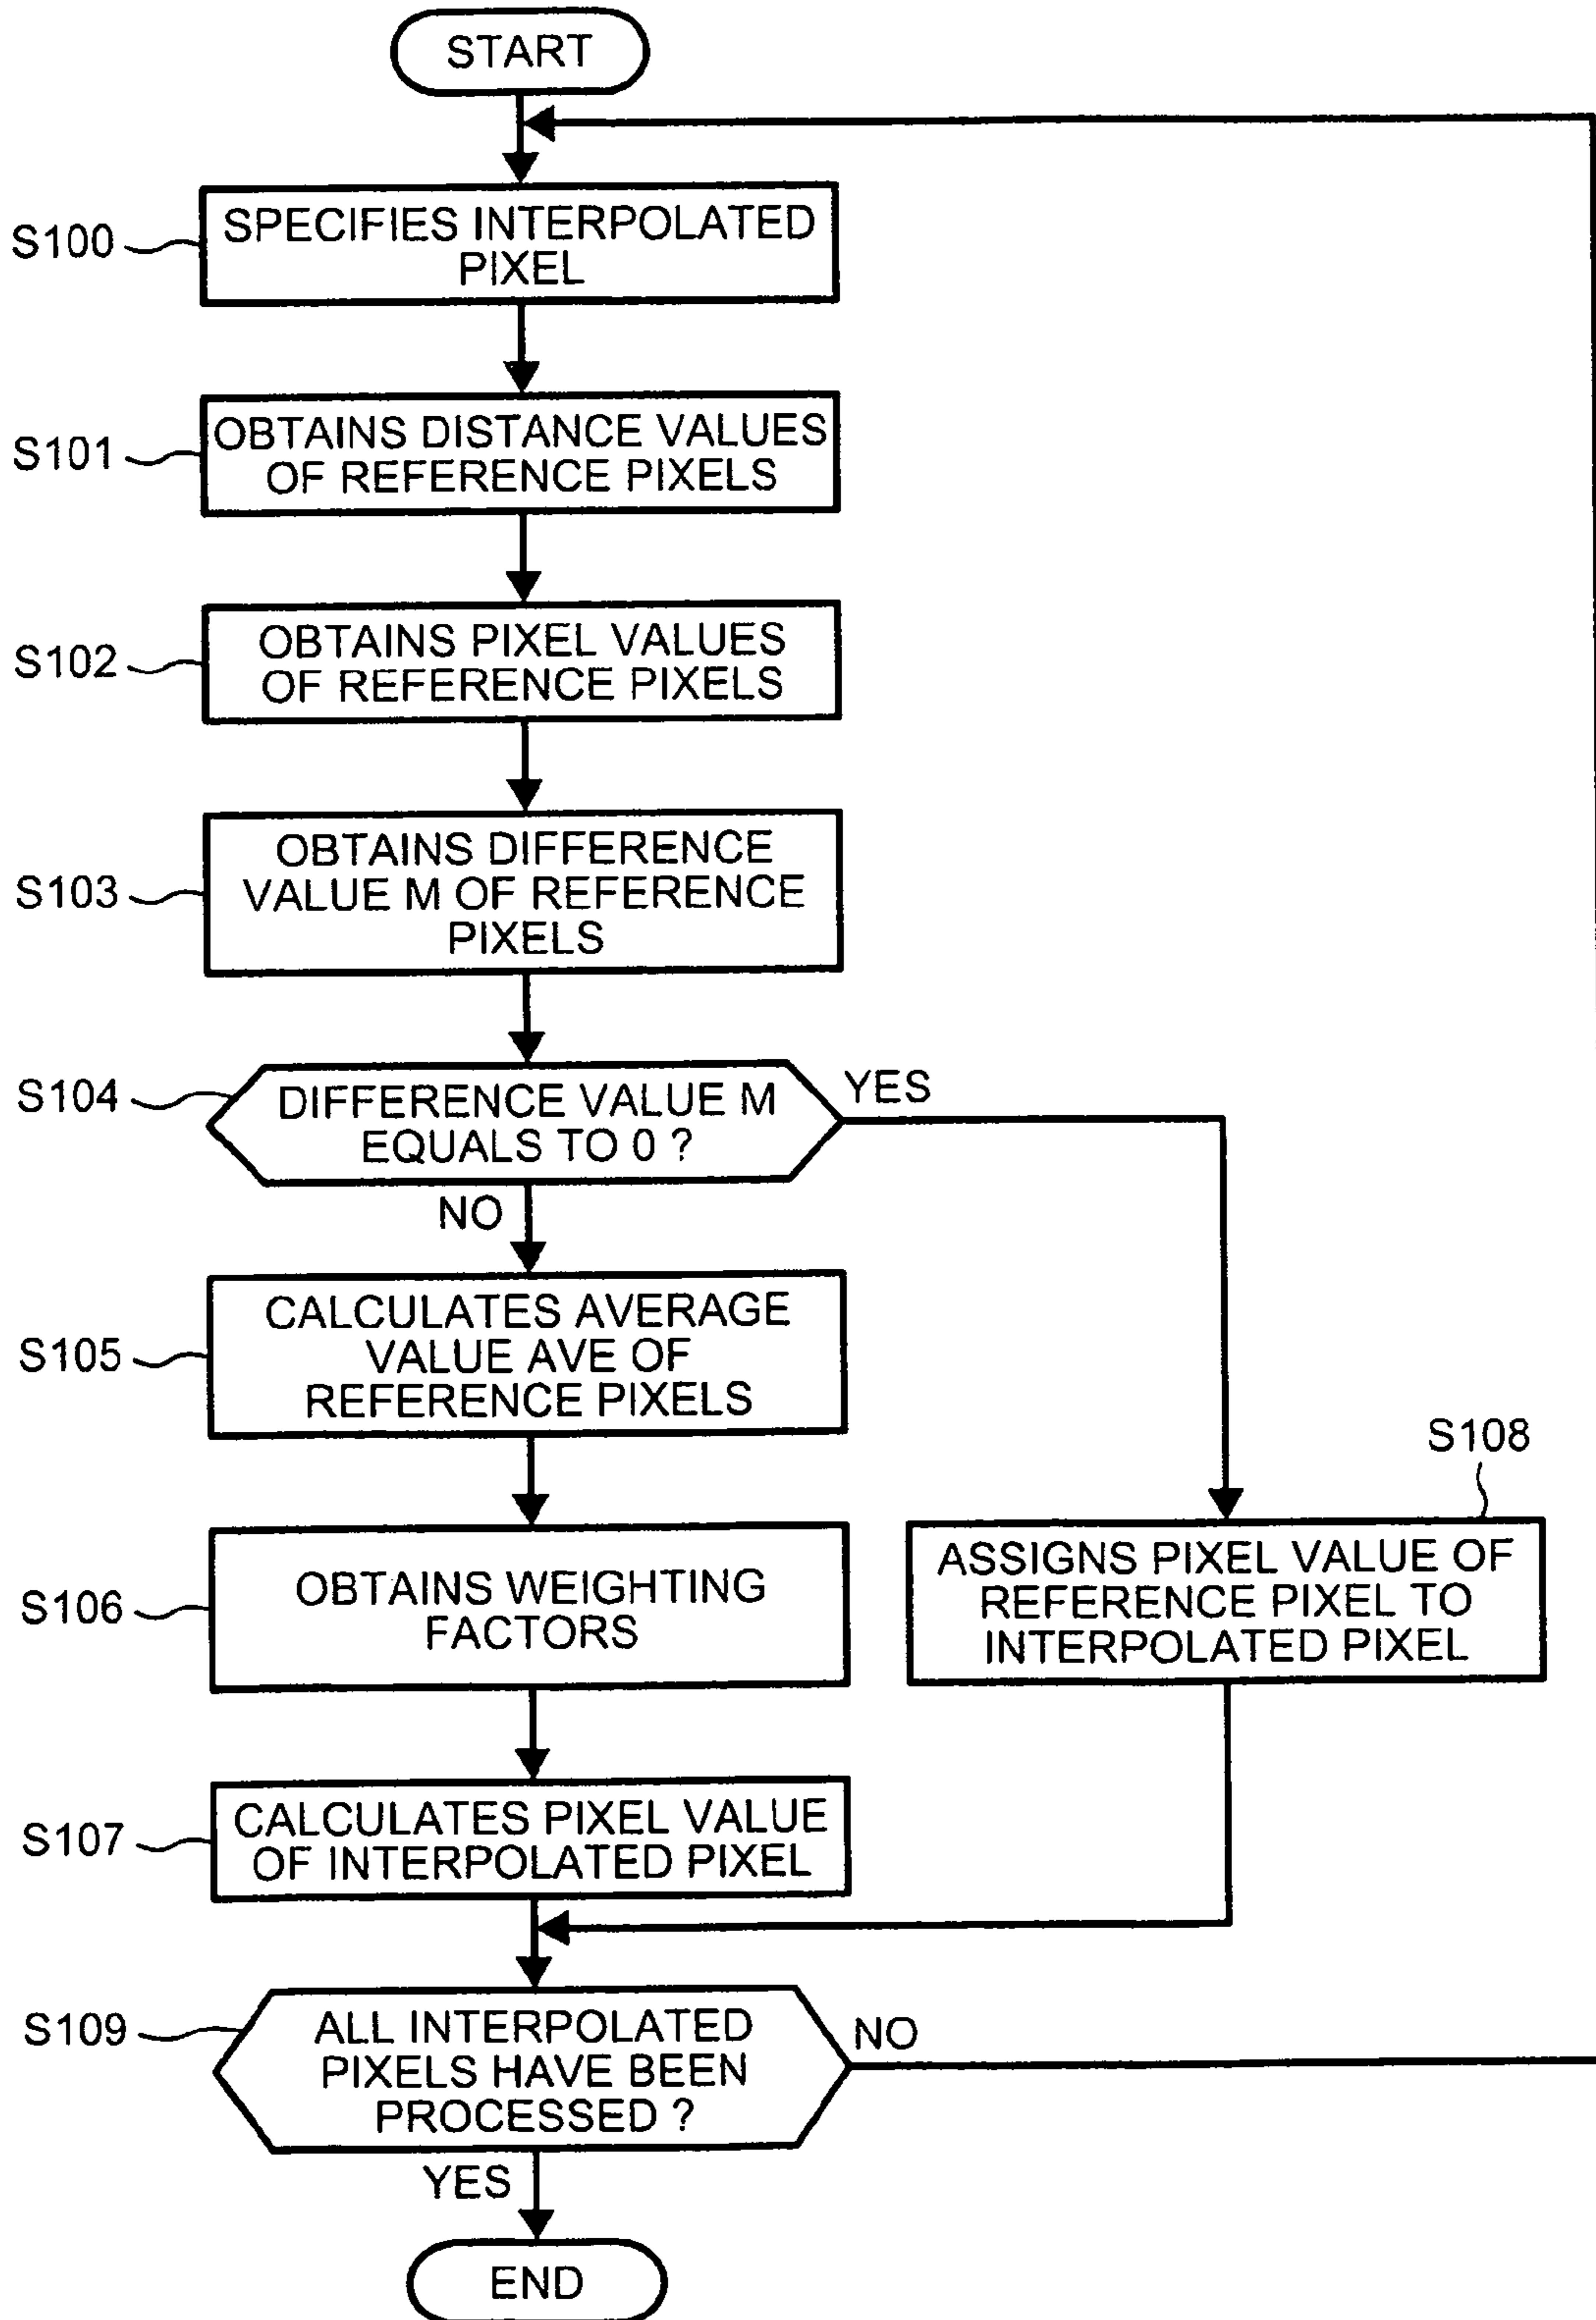 START
S100
SPECIFIES INTERPOLATED
PIXEL
S101
OBTAINS DISTANCE VALUES
OF REFERENCE PIXELS
S102
OBTAINS PIXEL VALUES
OF REFERENCE PIXELS
S103
OBTAINS DIFFERENCE
VALUE M OF REFERENCE
PIXELS
S104
DIFFERENCE VALUE M
EQUALS TO 0 ?
YES
NO
S105
CALCULATES AVERAGE
VALUE AVE OF
REFERENCE PIXELS
S106
OBTAINS WEIGHTING
FACTORS
S108
ASSIGNS PIXEL VALUE OF
REFERENCE PIXEL TO
INTERPOLATED PIXEL
S107
CALCULATES PIXEL VALUE
OF INTERPOLATED PIXEL
S109
ALL INTERPOLATED
PIXELS HAVE BEEN
PROCESSED ?
NO
YES
END